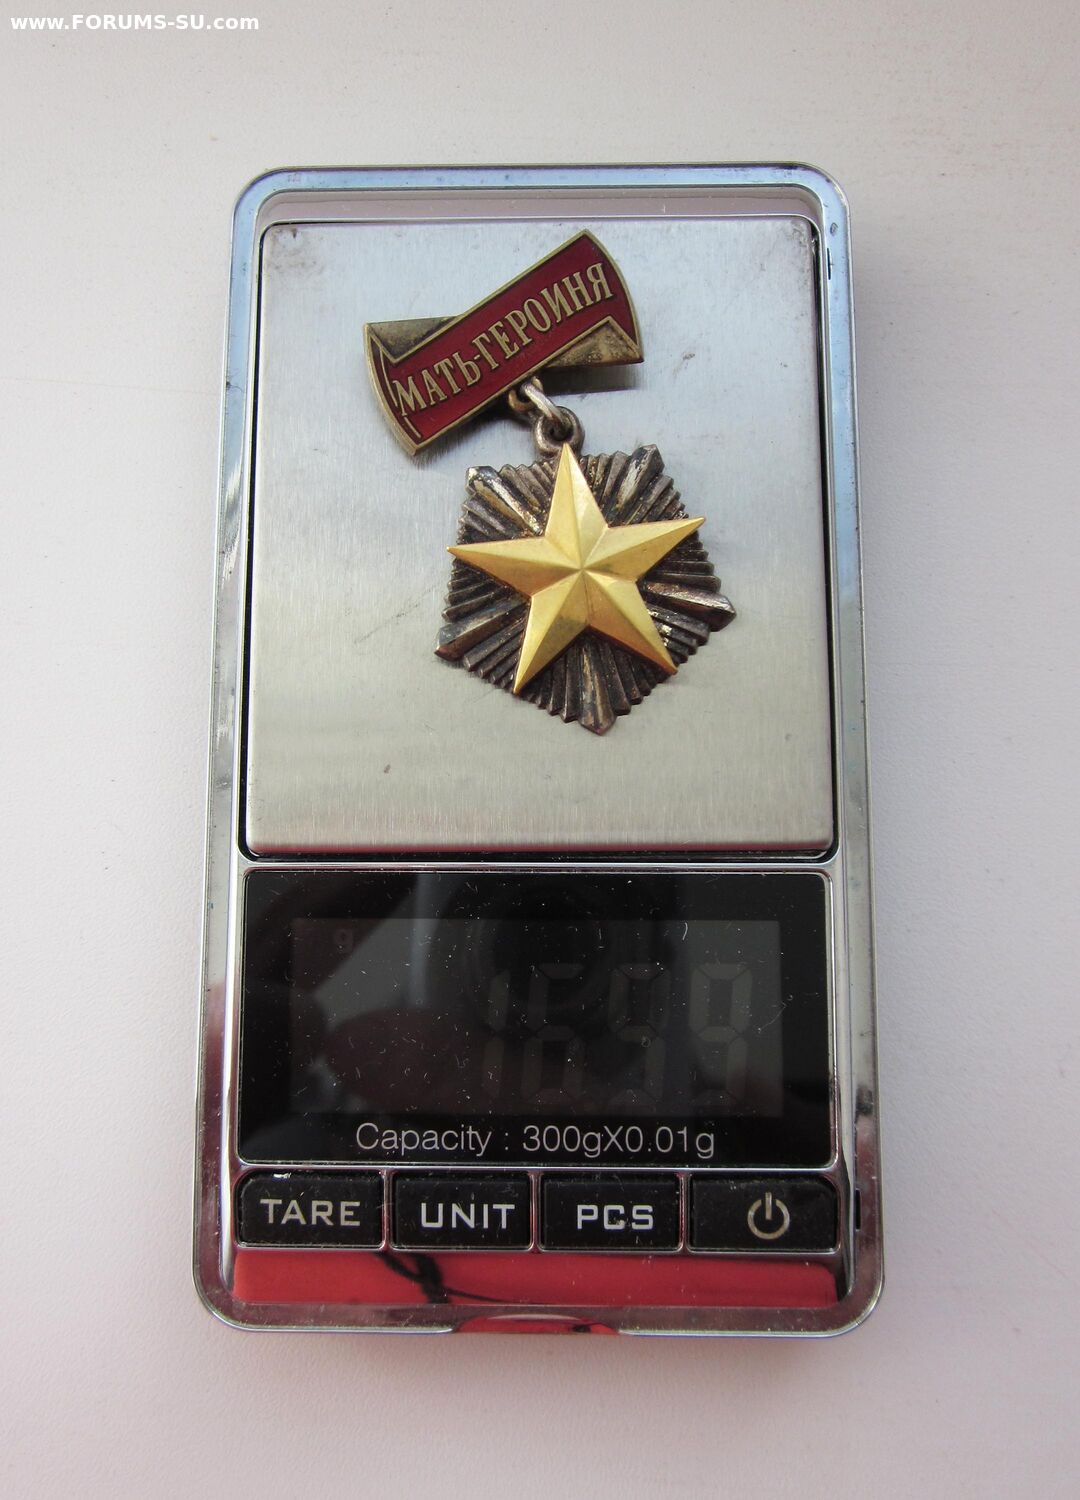 www.FORUMS-SU.com
МАТЬ-ГЕРОИНЯ
g
Capacity : 300gX0.01g
TARE
UNIT
PCS